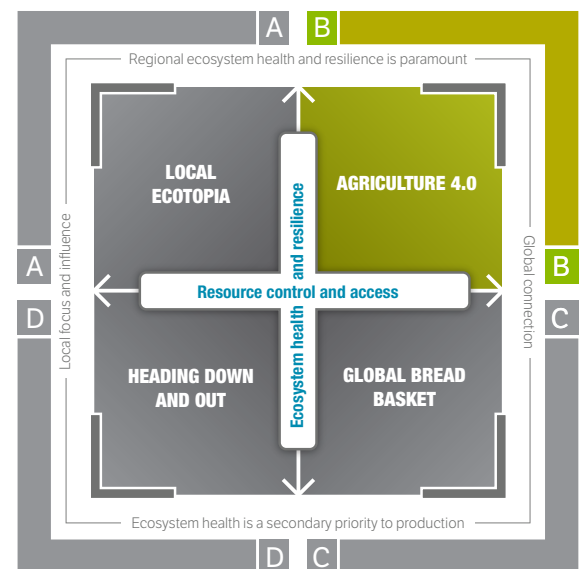 A B
Regional ecosystem health and resilience is paramount
LOCAL
ECOTOPIA
AGRICULTURE 4.0
Ecosystem health and resilience
Local focus and influence
Global connection
A
B
Resource control and access
D
C
HEADING DOWN
AND OUT
GLOBAL BREAD
BASKET
Ecosystem health is a secondary priority to production
D C